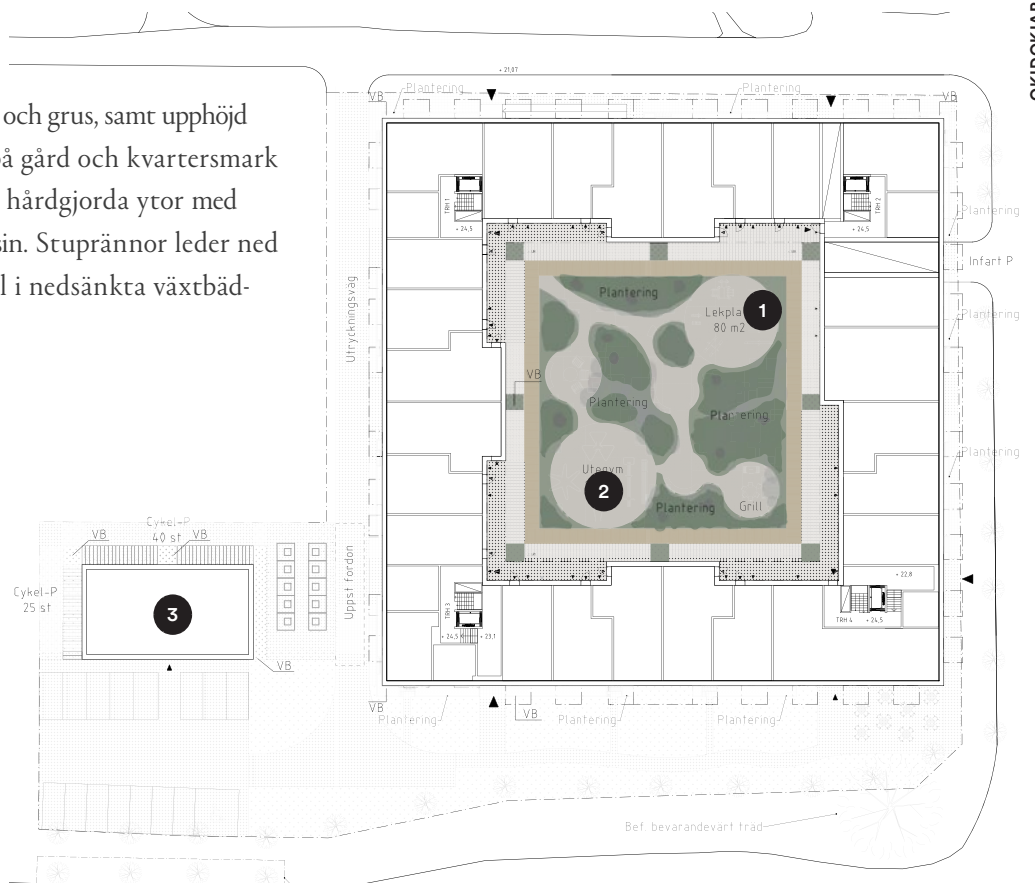 och grus, samt upphöjd
på gård och kvartersmark
hårdgjorda ytor med
sin. Stuprännor leder ned
l i nedsänkta växtbäd-
+ 21,07
VB
Plantering
Plantering
VB
TRH 1
+ 24,5
TRH 2
+ 24,5
Plantering
Infart P
Utryckningsväg
Plantering
Lekpla
80 m2
1
Plantering
VB
Plantering
Plantering
Plantering
Utegym
2
Plantering
Grill
Cykel-P
40 st
VB
VB
Cykel-P
25 st
3
VB
Uppst fordon
TRH 3
+ 24,5
+ 23,1
+ 22,8
TRH 4
+ 24,5
VB
Plantering
VB
Plantering
Plantering
Bef bevarandevärt träd